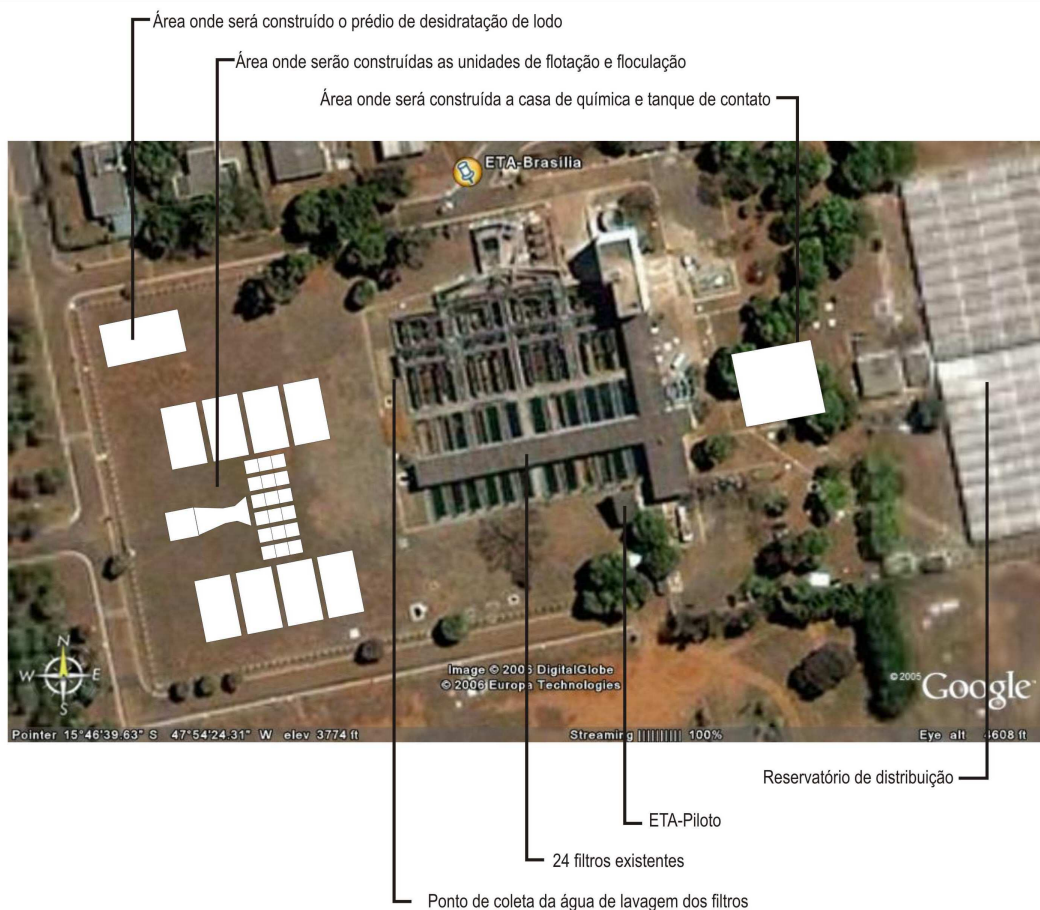 Área onde será construído o prédio de desidratação de lodo
Área onde serão construídas as unidades de flotação e floculação
Área onde será construída a casa de química e tanque de contato
ETA-Brasilia
N
W E
S
Image © 2006 DigitalGlobe
© 2006 Europa Technologies
© 2005 Google
Pointer 15°46'39.63" S 47°54'24.31" W elev 3774 ft Streaming ||||||||| 100% Eye alt 4608 ft
Reservatório de distribuição
ETA-Piloto
24 filtros existentes
Ponto de coleta da água de lavagem dos filtros